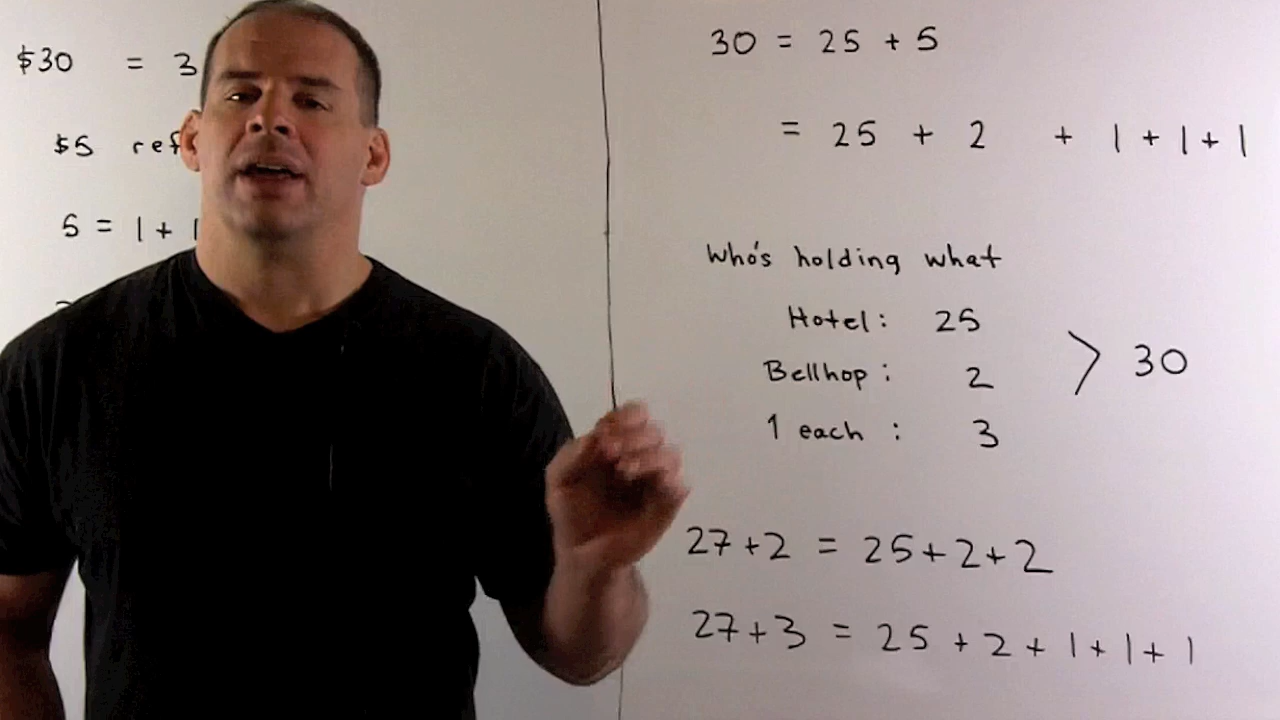 $30 = 3
$5
5 = 1 + 1
30 = 25 + 5
= 25 + 2 + 1 + 1 + 1
Who's holding what
Hotel: 25
Bellhop: 2
1 each: 3
> 30
27+2 = 25+2+2
27+3 = 25 + 2 + 1 + 1 + 1